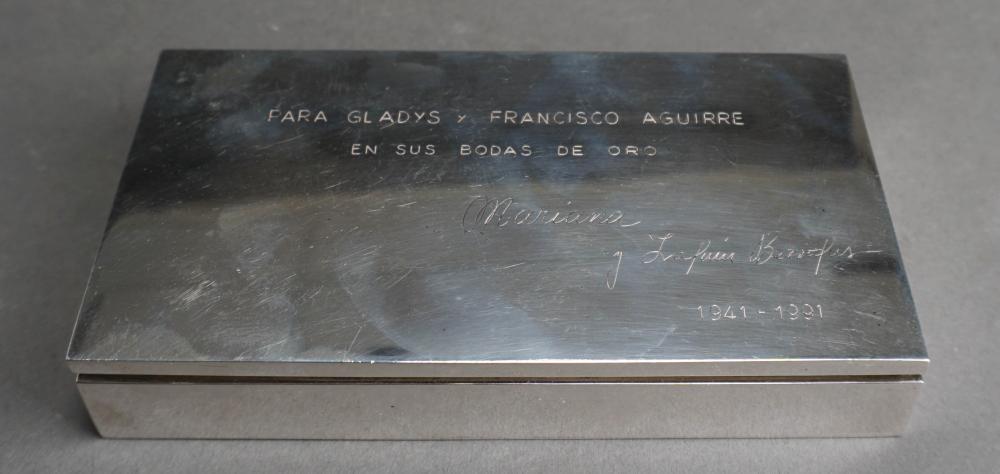 PARA GLADYS y FRANCISCO AGUIRRE
EN SUS BODAS DE ORO
Mariana
y
1941-1991